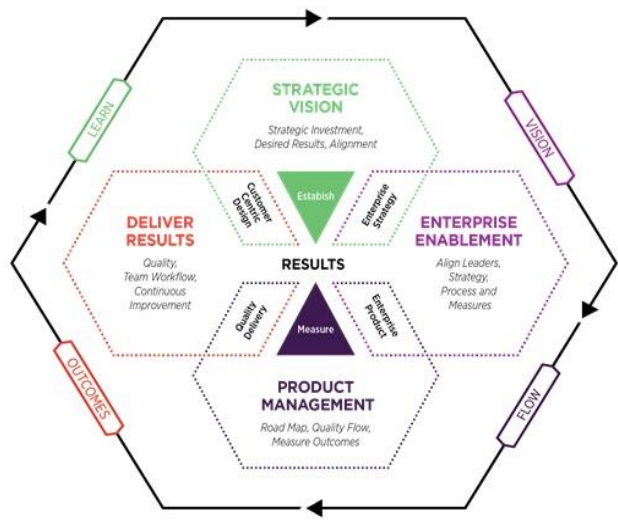 STRATEGIC
VISION
Strategic Investment,
Desired Results, Alignment
LEARN
VISION
Customer
Centric
Design
Estabish
Enterprise
Strategy
DELIVER
RESULTS
Quality,
Team Workflow,
Continuous
Improvement
RESULTS
ENTERPRISE
ENABLEMENT
Align Leaders,
Strategy,
Process and
Measures
Quality
Delivery
Measure
Enterprise
Product
OUTCOMES
FLOW
PRODUCT
MANAGEMENT
Road Map, Quality Flow,
Measure Outcomes